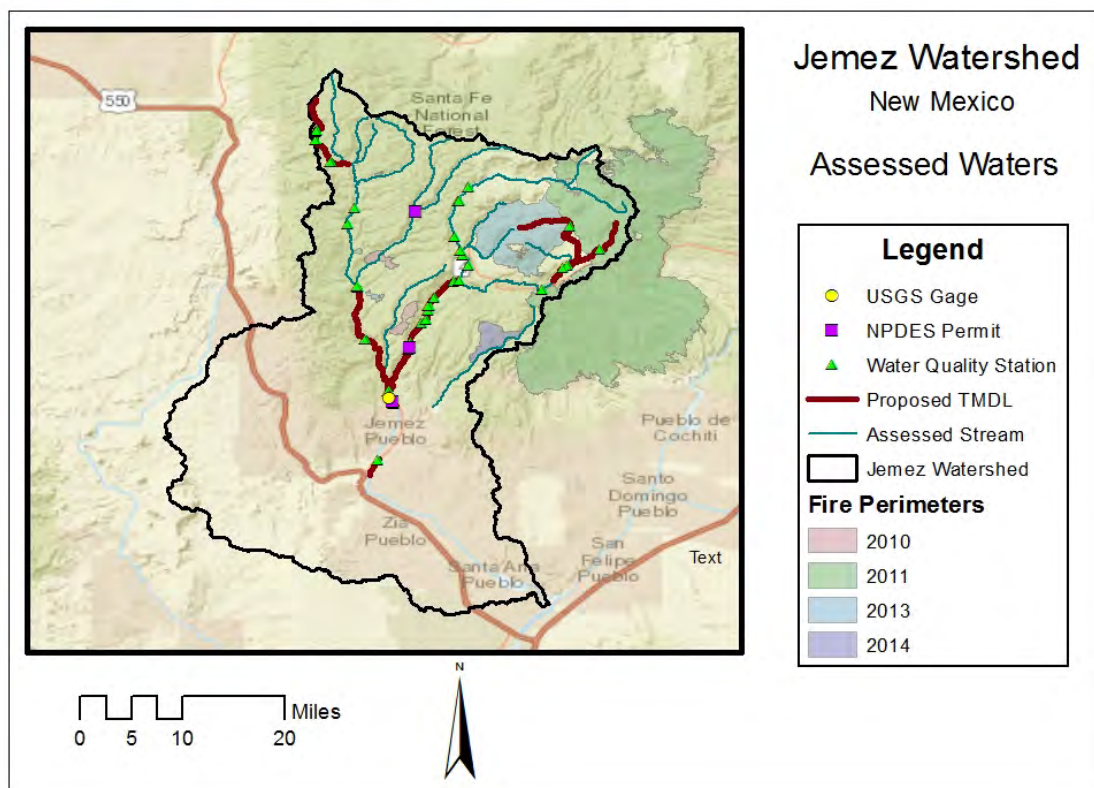 Jemez Watershed
New Mexico
Assessed Waters
550
Santa Fe
National
Forest
Jemez
Pueblo
Pueblo de
Cochiti
Santo
Domingo
Pueblo
Zia
Pueblo
San
Felipe
Pueblo
Santa Ana
Pueblo
Text
Legend
USGS Gage
NPDES Permit
Water Quality Station
Proposed TMDL
Assessed Stream
Jemez Watershed
Fire Perimeters
2010
2011
2013
2014
Miles
0 5 10 20
N